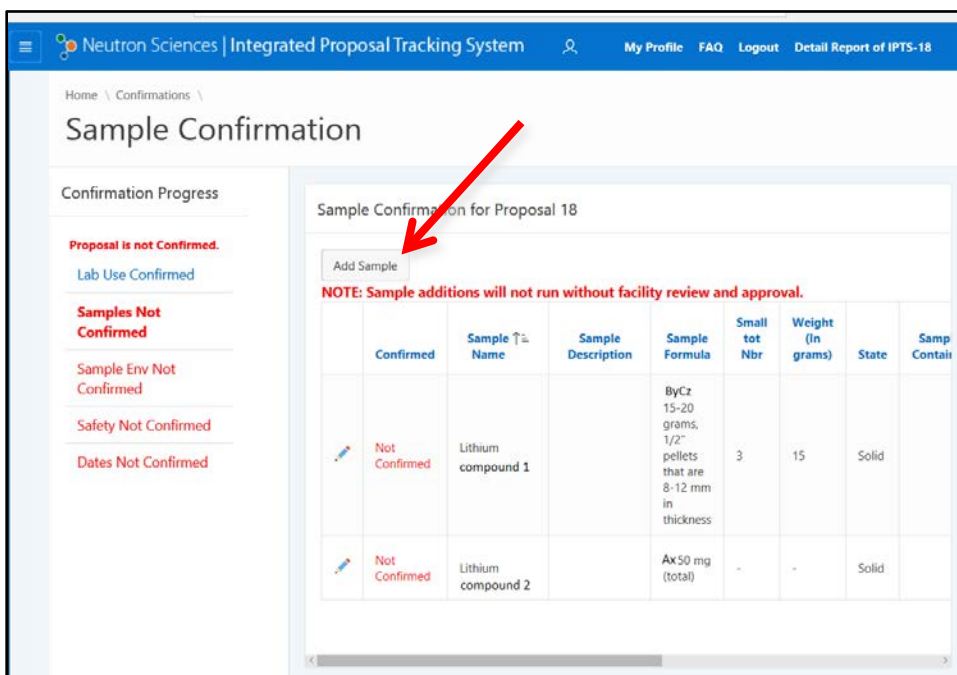 Neutron Sciences | Integrated Proposal Tracking System My Profile FAQ Logout Detail Report of IPTS-18
Home \ Confirmations \
Sample Confirmation
Confirmation Progress
Proposal is not Confirmed.
Lab Use Confirmed
Samples Not
Confirmed
Sample Env Not
Confirmed
Safety Not Confirmed
Dates Not Confirmed
Sample Confirmation for Proposal 18
Add Sample
NOTE: Sample additions will not run without facility review and approval.
Confirmed
Sample
Name
Sample
Description
Sample
Formula
Small
tot
Nbr
Weight
(In
grams)
State
Samp
Contain
Not
Confirmed
Lithium
compound 1
ByCz
15-20
grams,
1/2"
pellets
that are
8-12 mm
in
thickness
3
15
Solid
Not
Confirmed
Lithium
compound 2
Ax50 mg
(total)
-
-
Solid